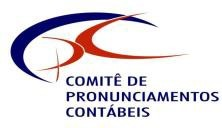 COMITÊ DE
PRONUNCIAMENTOS
CONTÁBEIS